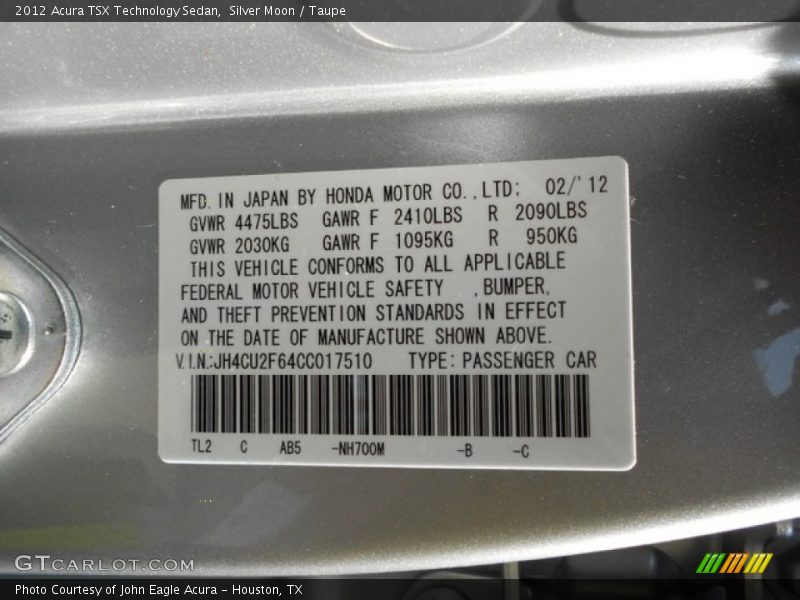 2012 Acura TSX Technology Sedan,  Silver Moon / Taupe
MFD. IN JAPAN BY HONDA MOTOR CO.,LTD: 02/'12
GVWR 4475LBS GAWR F 2410LBS R 2090LBS
GVWR 2030KG GAWR F 1095KG R 950KG
THIS VEHICLE CONFORMS TO ALL APPLICABLE
FEDERAL MOTOR VEHICLE SAFETY ,BUMPER,
AND THEFT PREVENTION STANDARDS IN EFFECT
ON THE DATE OF MANUFACTURE SHOWN ABOVE.
V.I.N.:JH4CU2F64CC017510 TYPE: PASSENGER CAR
TL2 C AB5 -NH700M -B -C
GTCARLOT.COM
Photo Courtesy of John Eagle Acura - Houston, TX